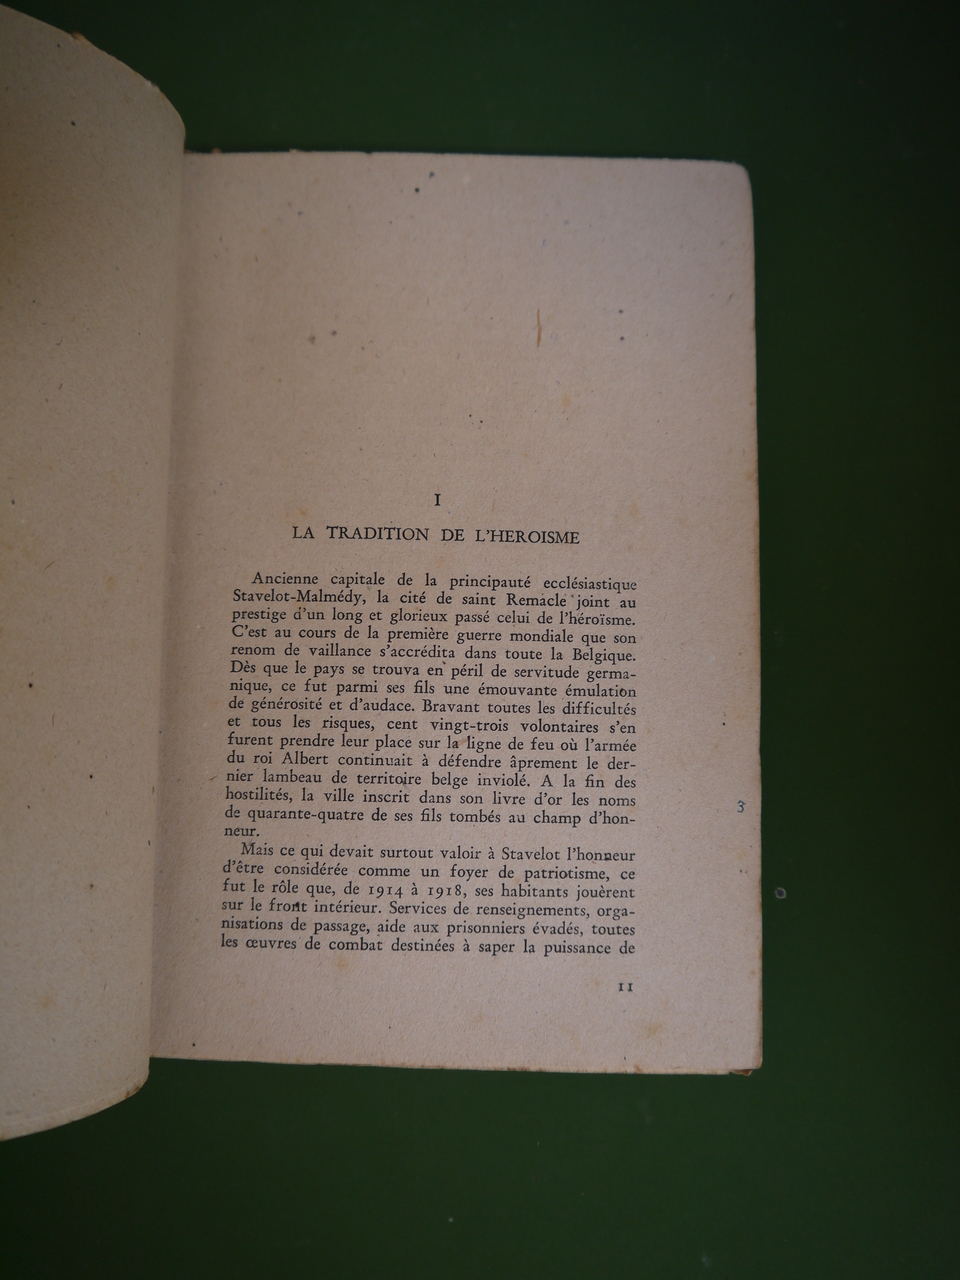 I
LA TRADITION DE L'HEROISME
Ancienne capitale de la principauté ecclésiastique
Stavelot-Malmédy, la cité de saint Remacle joint au
prestige d'un long et glorieux passé celui de l'héroïsme.
C'est au cours de la première guerre mondiale que son
renom de vaillance s'accrédita dans toute la Belgique.
Dès que le pays se trouva en péril de servitude germa-
nique, ce fut parmi ses fils une émouvante émulation
de générosité et d'audace. Bravant toutes les difficultés
et tous les risques, cent vingt-trois volontaires s'en
furent prendre leur place sur la ligne de feu où l'armée
du roi Albert continuait à défendre âprement le der-
nier lambeau de territoire belge inviolé. A la fin des
hostilités, la ville inscrit dans son livre d'or les noms
de quarante-quatre de ses fils tombés au champ d'hon-
neur.
Mais ce qui devait surtout valoir à Stavelot l'honneur
d'être considérée comme un foyer de patriotisme, ce
fut le rôle que, de 1914 à 1918, ses habitants jouèrent
sur le front intérieur. Services de renseignements, orga-
nisations de passage, aide aux prisonniers évadés, toutes
les œuvres de combat destinées à saper la puissance de
3
11